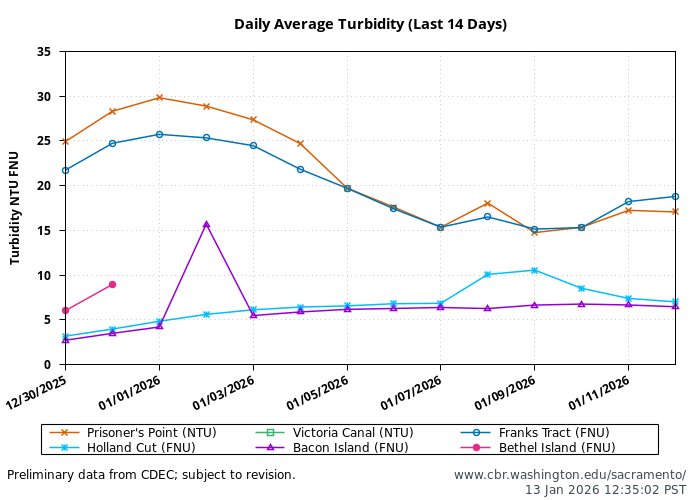 Daily Average Turbidity (Last 14 Days)
35
30
25
20
15
10
5
0
Turbidity NTU FNU
12/30/2025
01/01/2026
01/03/2026
01/05/2026
01/07/2026
01/09/2026
01/11/2026
Prisoner's Point (NTU)
Victoria Canal (NTU)
Franks Tract (FNU)
Holland Cut (FNU)
Bacon Island (FNU)
Bethel Island (FNU)
Preliminary data from CDEC; subject to revision.
www.cbr.washington.edu/sacramento/
13 Jan 2026 12:35:02 PST